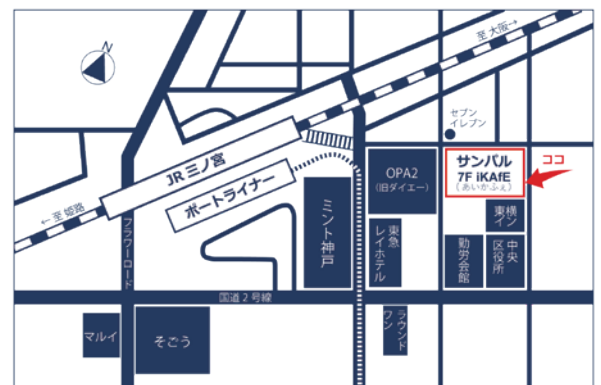 N
至 大阪→
セブン
イレブン
JR 三ノ宮
ポートライナー
← 至 姫路
OPA2
(旧ダイエー)
サンパル
7F iKAfE
(あいかふぇ)
ココ
ミント神戸
東急
レイホテル
東横
イン
勤労会館
中央
区役所
フラワーロード
国道2号線
マルイ
そごう
ラウンド
ワン